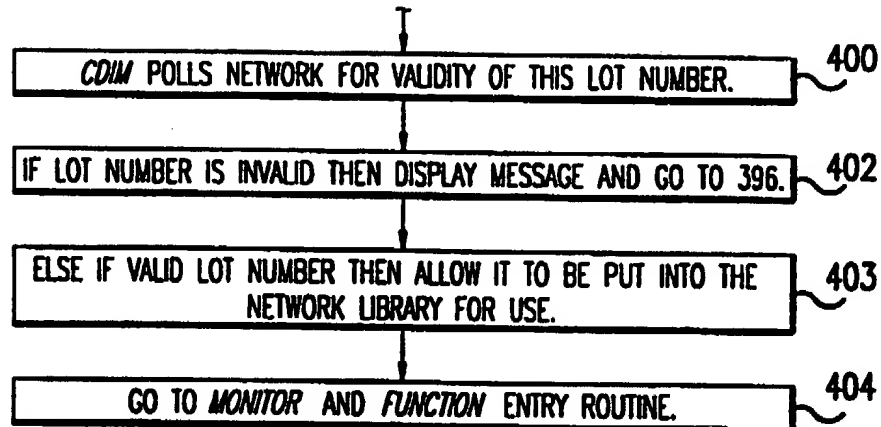 CDIM POLLS NETWORK FOR VALIDITY OF THIS LOT NUMBER. 400
IF LOT NUMBER IS INVALID THEN DISPLAY MESSAGE AND GO TO 396. 402
ELSE IF VALID LOT NUMBER THEN ALLOW IT TO BE PUT INTO THE
NETWORK LIBRARY FOR USE. 403
GO TO MONITOR AND FUNCTION ENTRY ROUTINE. 404